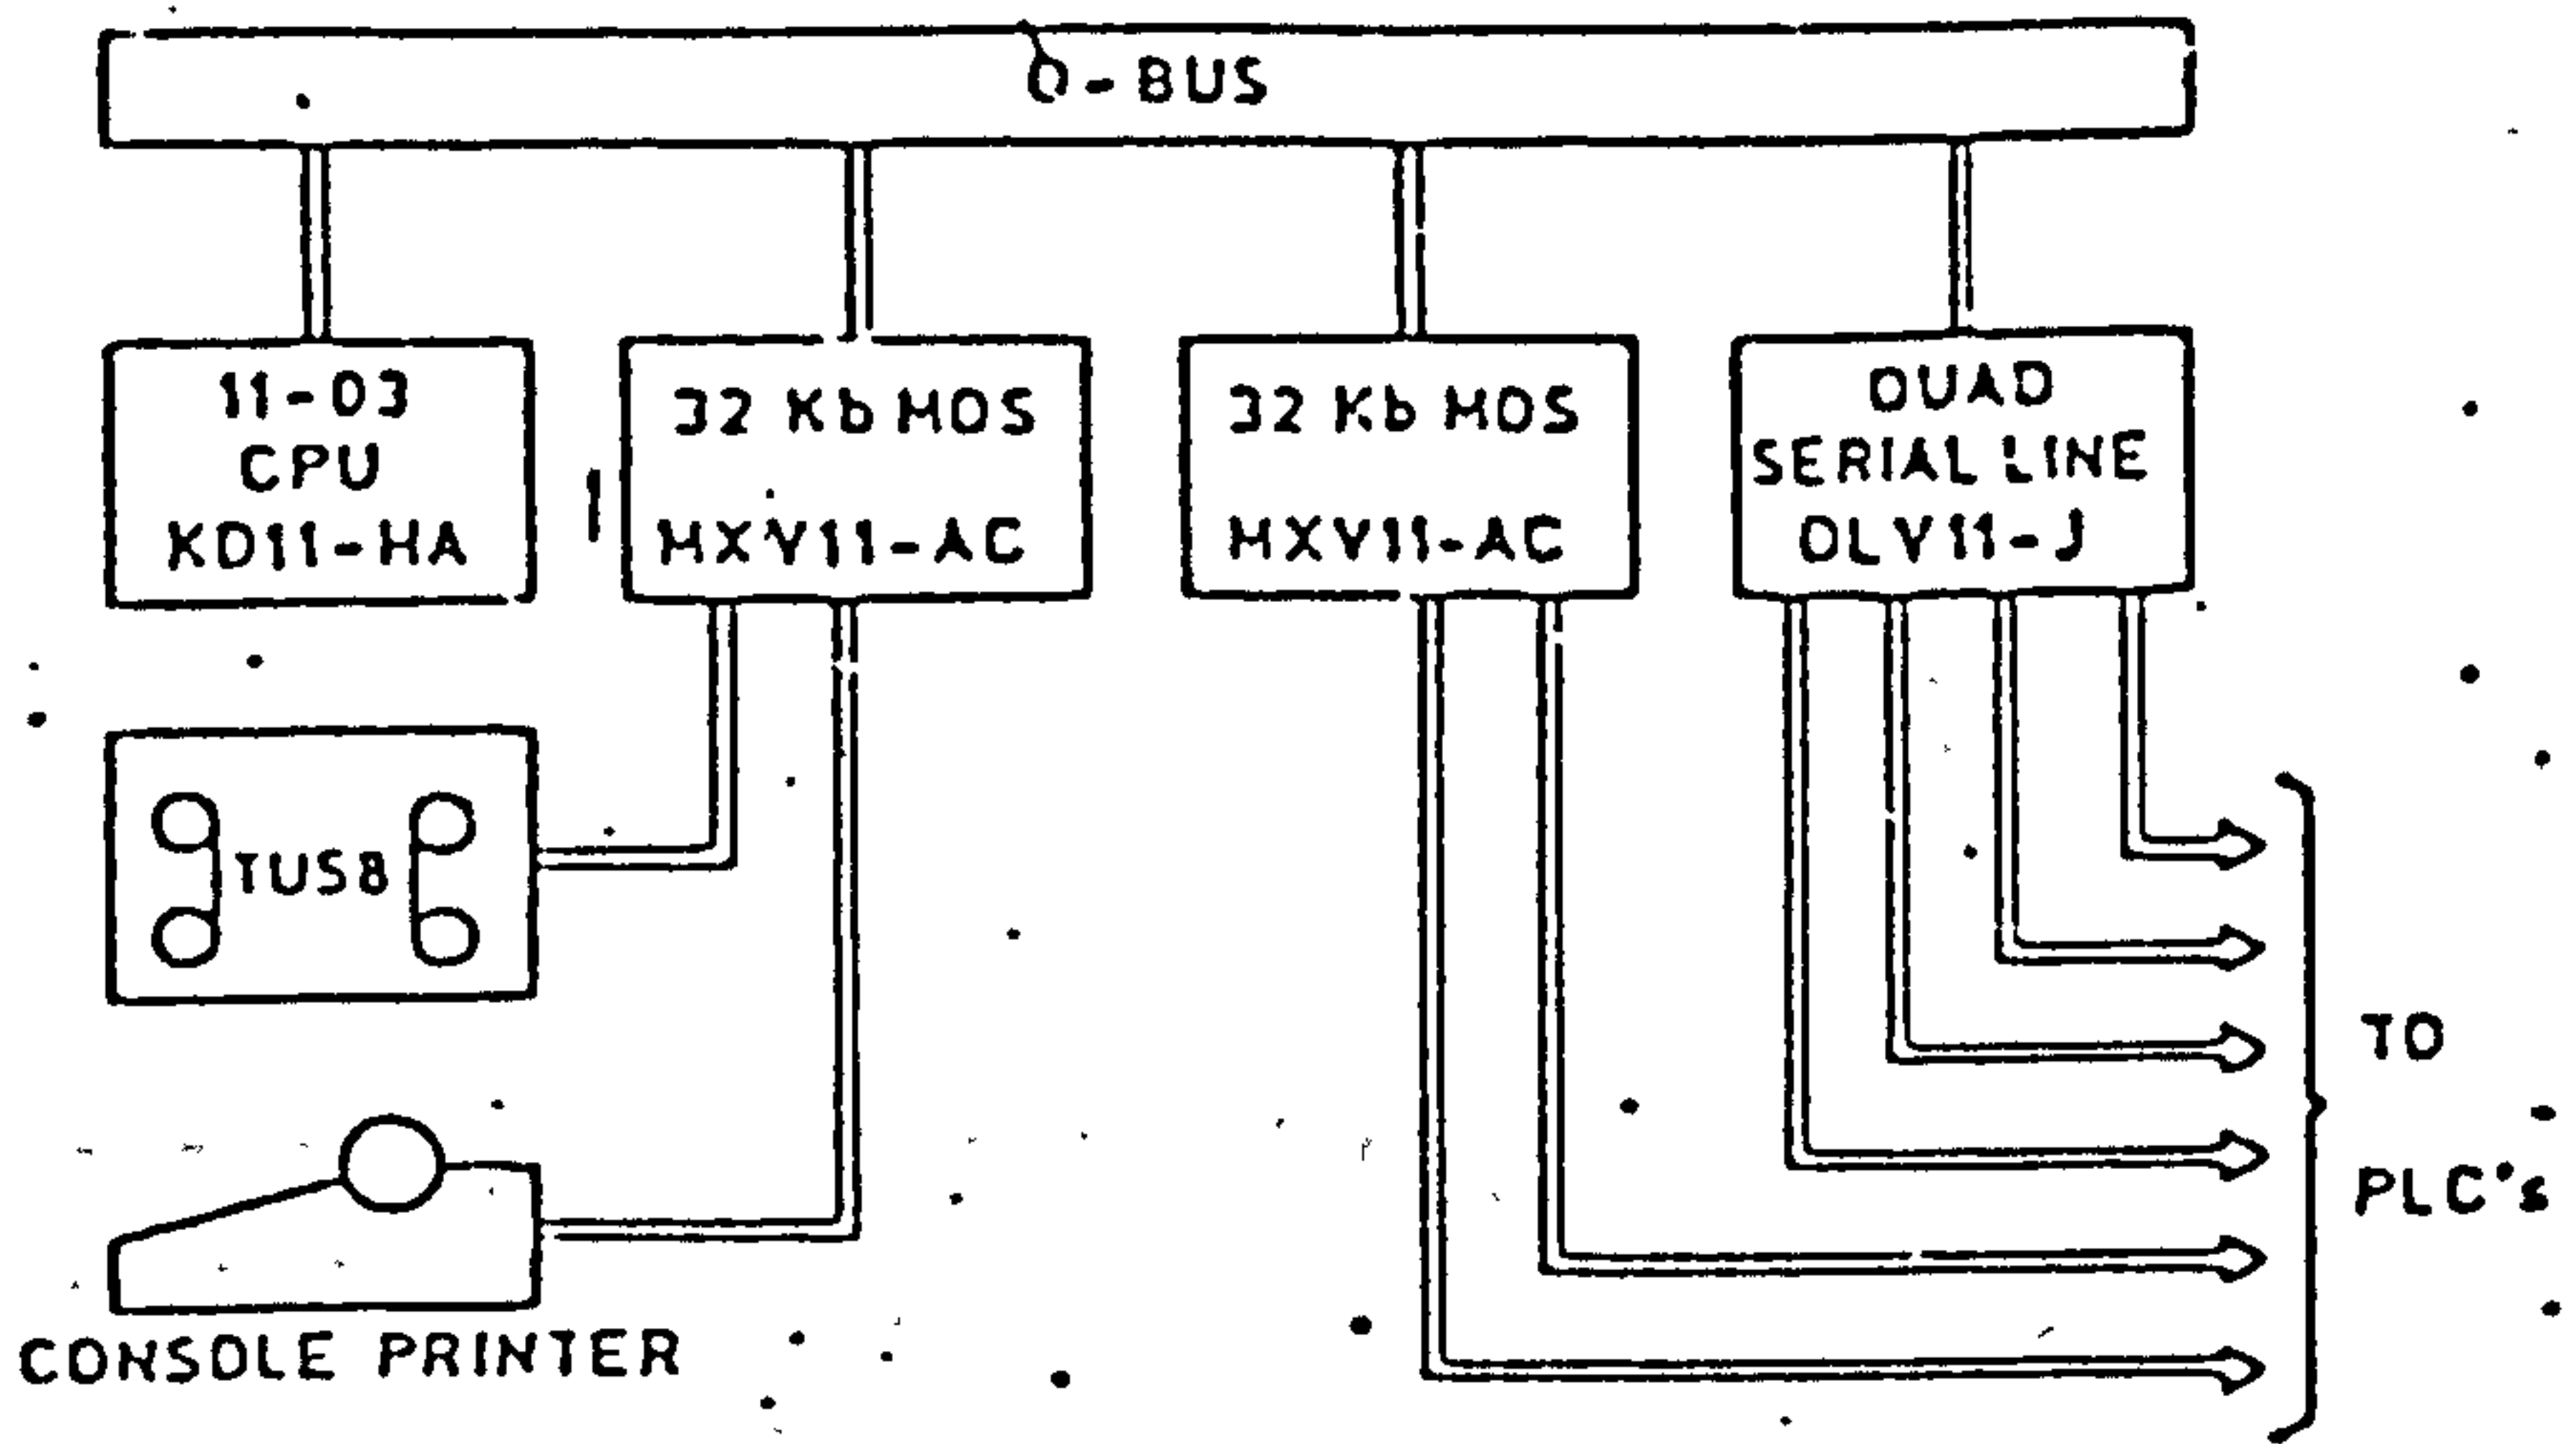 Q-BUS
11-03
CPU
KD11-HA
32 Kb MOS
MXV11-AC
32 Kb MOS
MXV11-AC
QUAD
SERIAL LINE
DLV11-J
TU58
CONSOLE PRINTER
TO
PLC's